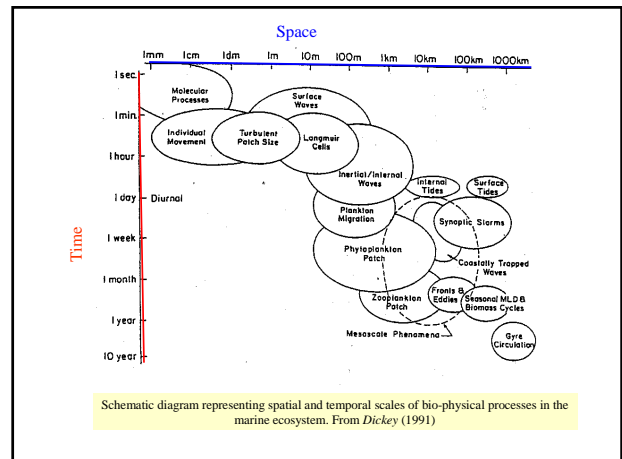 Space
1mm 1cm 1dm 1m 10m 100m 1km 10km 100km 1000km
Time
1 sec.
1 min.
1 hour
1 day
1 week
1 month
1 year
10 year
Molecular
Processes
Surface
Waves
Individual
Movement
Turbulent
Patch Size
Langmuir
Cells
Inertial/Internal
Waves
Internal
Tides
Surface
Tides
Diurnal
Plankton
Migration
Synoptic Storms
Phytoplankton
Patch
Coastally Trapped
Waves
Zooplankton
Patch
Fronts &
Eddies
Seasonal MLD &
Biomass Cycles
Mesoscale Phenomena
Gyre
Circulation
Schematic diagram representing spatial and temporal scales of bio-physical processes in the
marine ecosystem. From Dickey (1991)